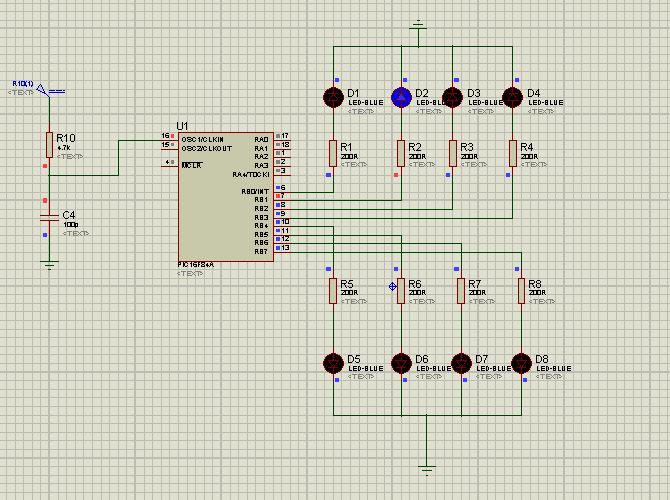 R10(1)
<TEXT>
R10
4.7k
<TEXT>
C4
100p
<TEXT>
U1
16 OSC1/CLKIN RA0 17
15 OSC2/CLKOUT RA1 18
RA2 1
4 MCLR RA3 2
RA4/T0CKI 3
RB0/INT 6
RB1 7
RB2 8
RB3 9
RB4 10
RB5 11
RB6 12
RB7 13
PIC16F84A
<TEXT>
D1 D2 D3 D4
LED-BLUE LED-BLUE LED-BLUE LED-BLUE
<TEXT> <TEXT> <TEXT> <TEXT>
R1 R2 R3 R4
200R 200R 200R 200R
<TEXT> <TEXT> <TEXT> <TEXT>
R5 R6 R7 R8
200R 200R 200R 200R
<TEXT> <TEXT> <TEXT> <TEXT>
D5 D6 D7 D8
LED-BLUE LED-BLUE LED-BLUE LED-BLUE
<TEXT> <TEXT> <TEXT> <TEXT>